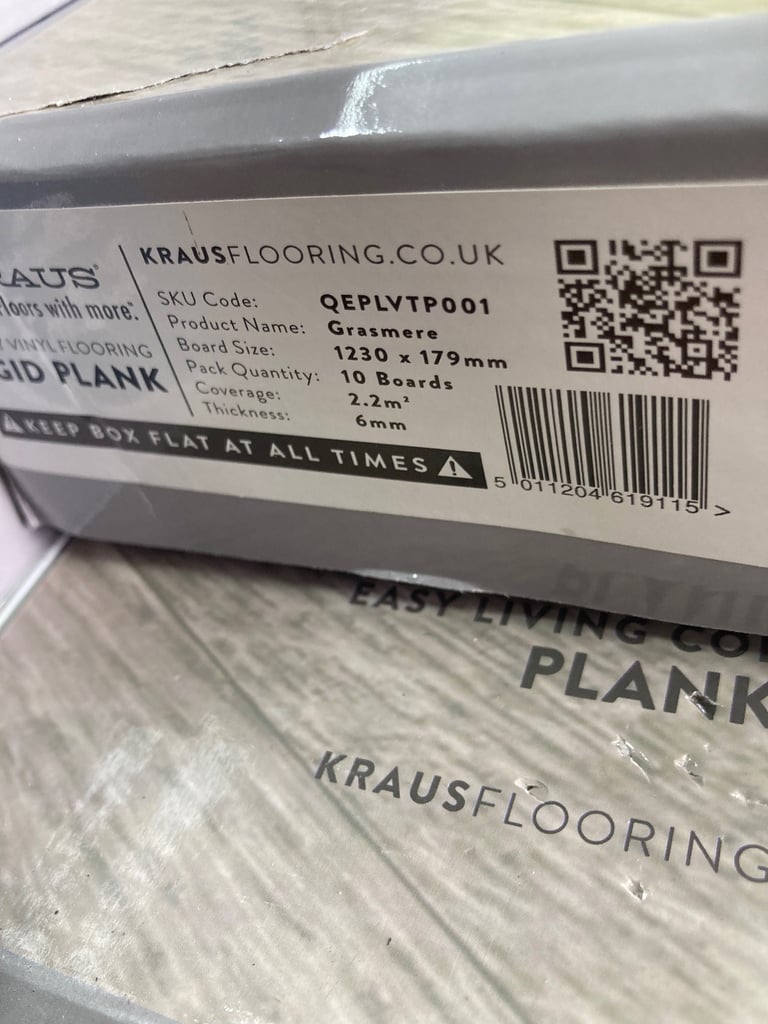 KRAUSFLOORING.CO.UK
AUS®
Floors with more™.
VINYL FLOORING
GID PLANK
SKU Code: QEPLVTP001
Product Name: Grasmere
Board Size: 1230 x 179mm
Pack Quantity: 10 Boards
Coverage: 2.2m²
Thickness: 6mm
KEEP BOX FLAT AT ALL TIMES
5 011204 619115 >
EASY LIVING
PLANK
KRAUSFLOORING